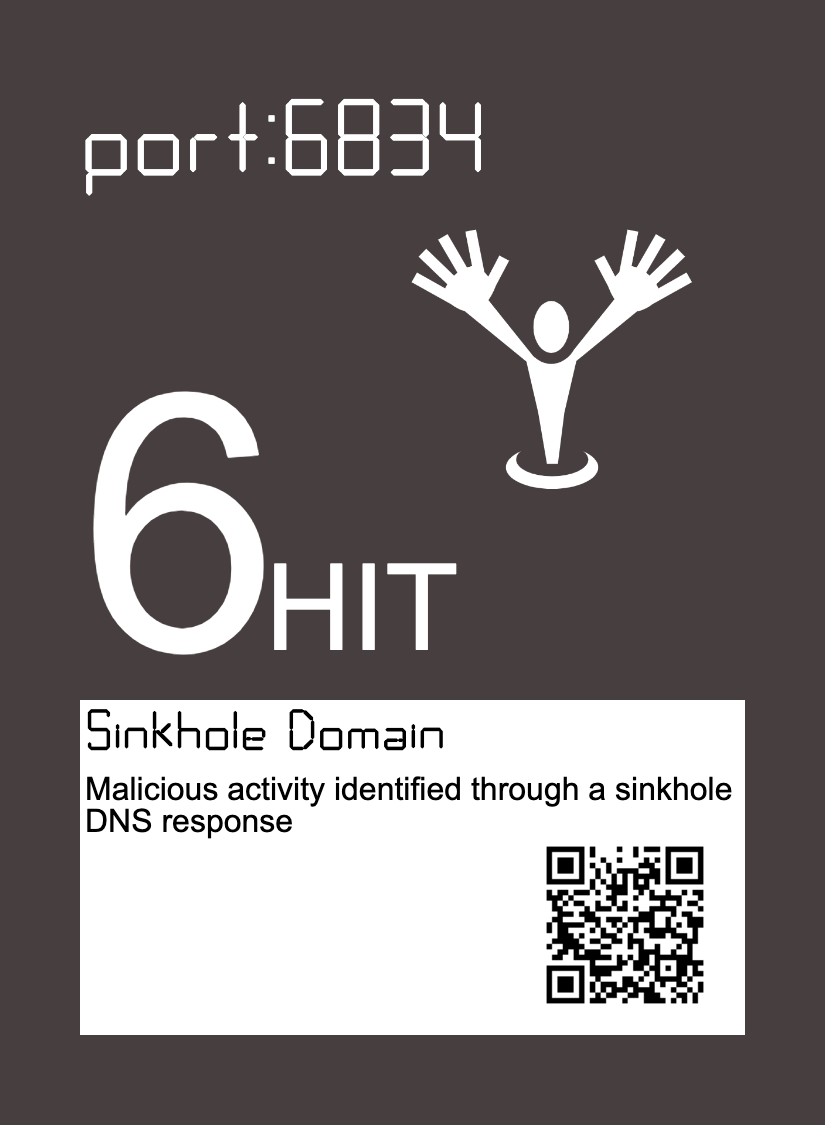 port:6834
6HIT
Sinkhole Domain
Malicious activity identified through a sinkhole
DNS response